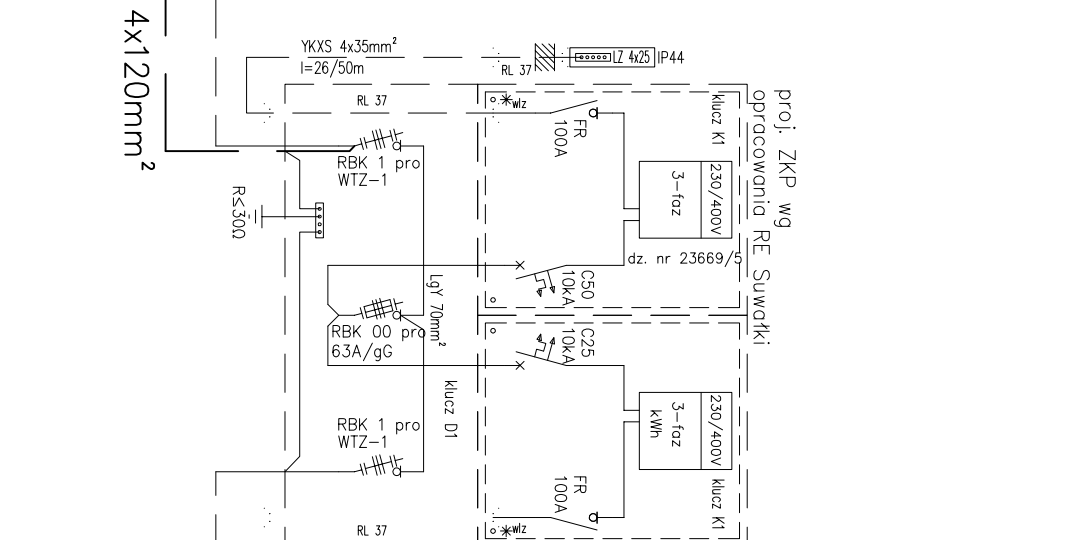 4x120mm²
YKXS 4x35mm²
l=26/50m
RL 37
LZ 4x25
IP44
RL 37
wlz
FR
100A
klucz K1
230/400V
3-faz
proj. ZKP wg
opracowania RE Suwałki
RBK 1 pro
WTZ-1
R≤30Ω
dz. nr 23669/5
C50
10kA
LgY 70mm²
RBK 00 pro
63A/gG
C25
10kA
klucz D1
230/400V
3-faz
kWh
RBK 1 pro
WTZ-1
FR
100A
klucz K1
RL 37
wlz